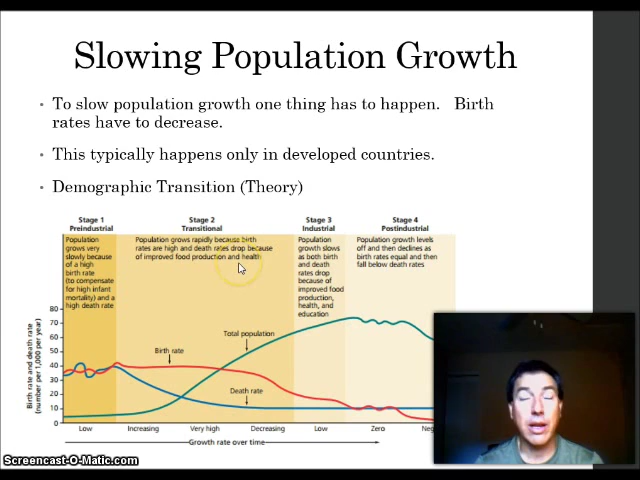 Slowing Population Growth
• To slow population growth one thing has to happen. Birth
rates have to decrease.
• This typically happens only in developed countries.
• Demographic Transition (Theory)
Stage 1
Preindustrial
Stage 2
Transitional
Stage 3
Industrial
Stage 4
Postindustrial
Population
grows very
slowly because
of a high
birth rate
(to compensate
for high infant
mortality) and a
high death rate
Population grows rapidly because birth
rates are high and death rates drop because
of improved food production and health
Population
growth slows
as both birth
and death
rates drop
because of
improved food
production,
health, and
education
Population growth levels
off and then declines as
birth rates equal and then
fall below death rates
Birth rate and death rate
(number per 1,000 per year)
80
70
60
50
40
30
20
10
0
Total population
Birth rate
Death rate
Low
Increasing
Very high
Decreasing
Low
Zero
Neg
Growth rate over time
Screencast-O-Matic.com